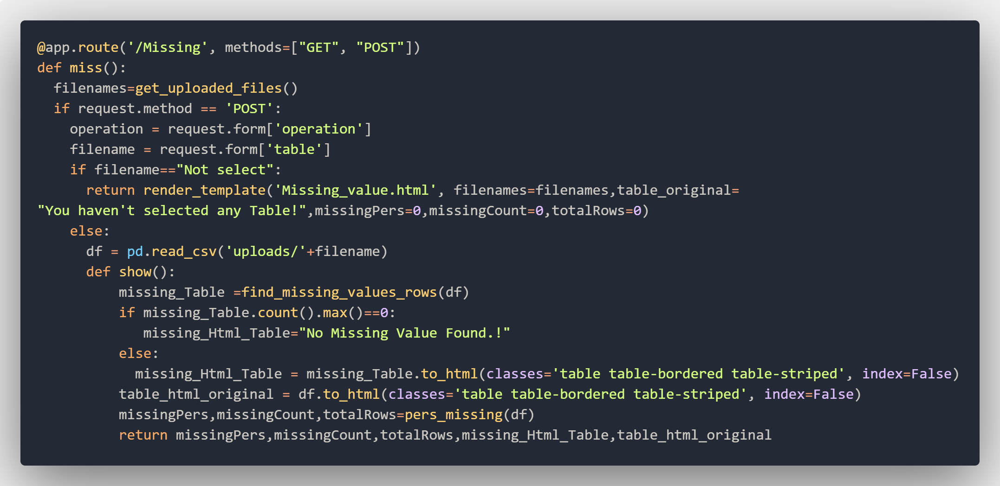 @app.route('/Missing', methods=["GET", "POST"])
def miss():
  filenames=get_uploaded_files()
  if request.method == 'POST':
    operation = request.form['operation']
    filename = request.form['table']
    if filename=="Not select":
      return render_template('Missing_value.html', filenames=filenames,table_original=
"You haven't selected any Table!",missingPers=0,missingCount=0,totalRows=0)
    else:
      df = pd.read_csv('uploads/'+filename)
      def show():
          missing_Table =find_missing_values_rows(df)
          if missing_Table.count().max()==0:
             missing_Html_Table="No Missing Value Found.!"
          else:
            missing_Html_Table = missing_Table.to_html(classes='table table-bordered table-striped', index=False)
          table_html_original = df.to_html(classes='table table-bordered table-striped', index=False)
          missingPers,missingCount,totalRows=pers_missing(df)
          return missingPers,missingCount,totalRows,missing_Html_Table,table_html_original